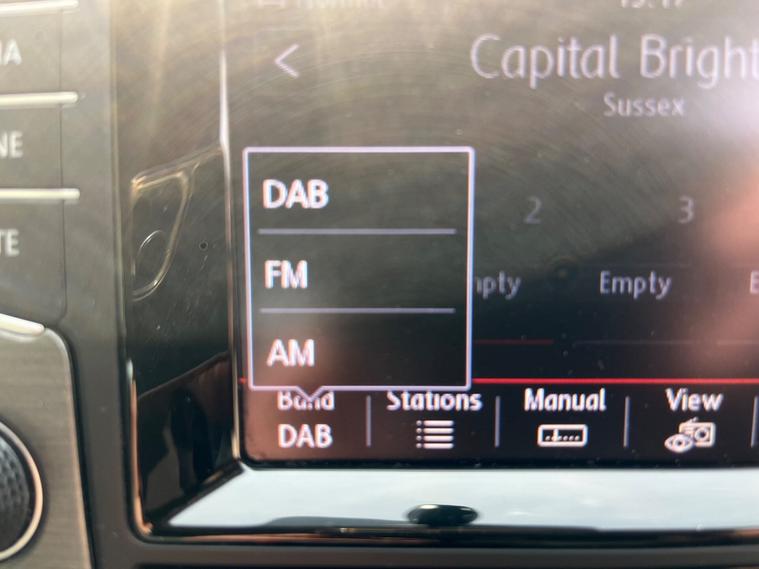 Capital Bright
Sussex
DAB
FM
AM
2
3
Empty
Band
Stations
Manual
View
DAB